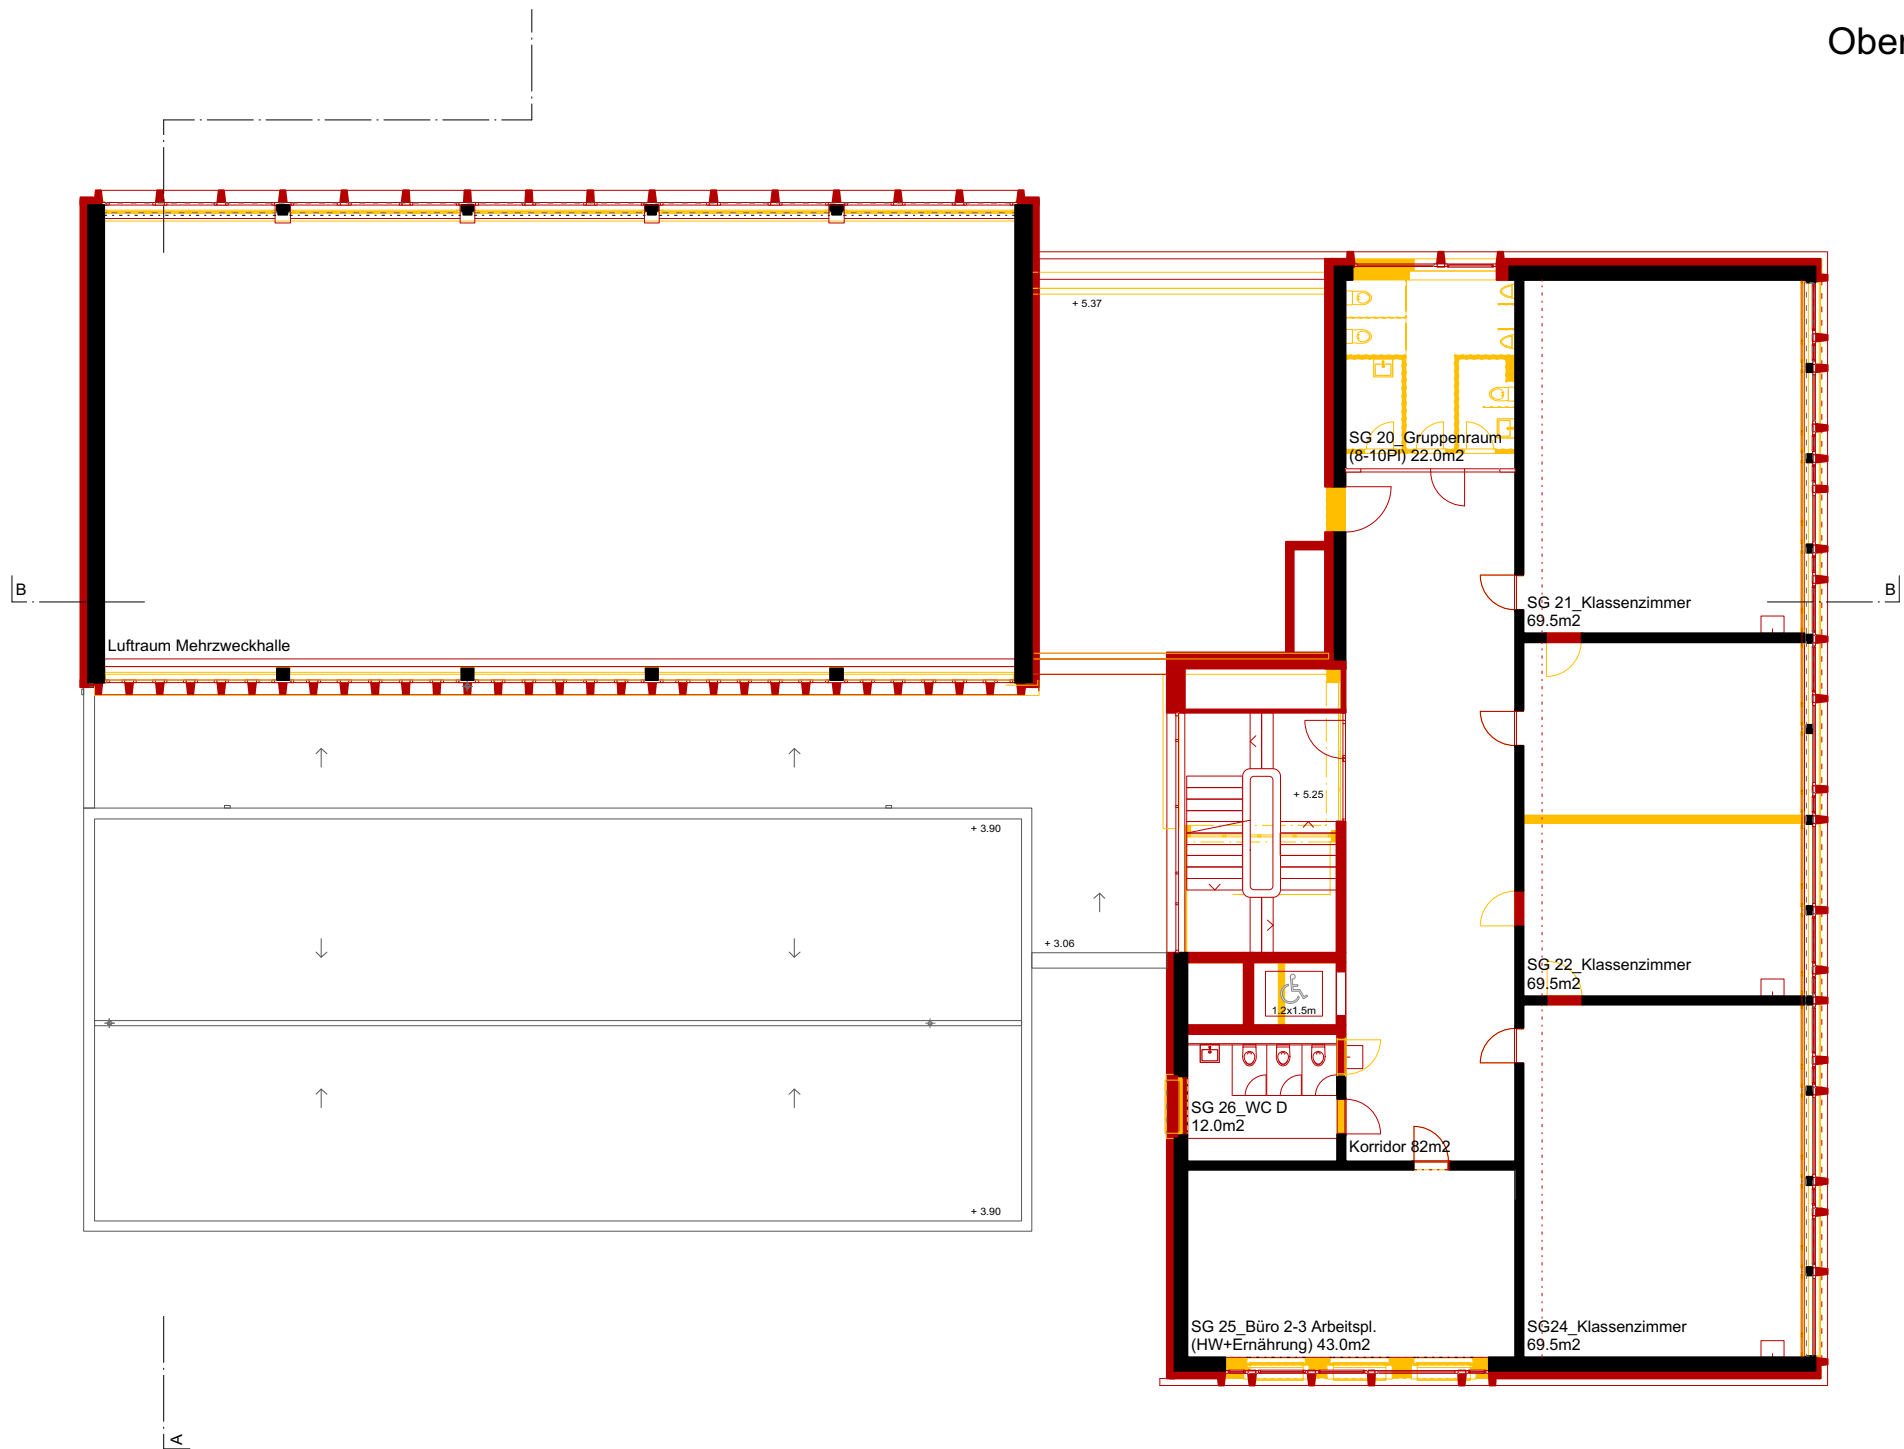 Ober
+ 5.37
SG 20_Gruppenraum
(8-10Pl) 22.0m2
B
B
SG 21_Klassenzimmer
69.5m2
Luftraum Mehrzweckhalle
+ 5.25
+ 3.90
+ 3.06
SG 22_Klassenzimmer
69.5m2
1.2x1.5m
SG 26_WC D
12.0m2
Korridor 82m2
+ 3.90
SG 25_Büro 2-3 Arbeitspl.
(HW+Ernährung) 43.0m2
SG24_Klassenzimmer
69.5m2
A